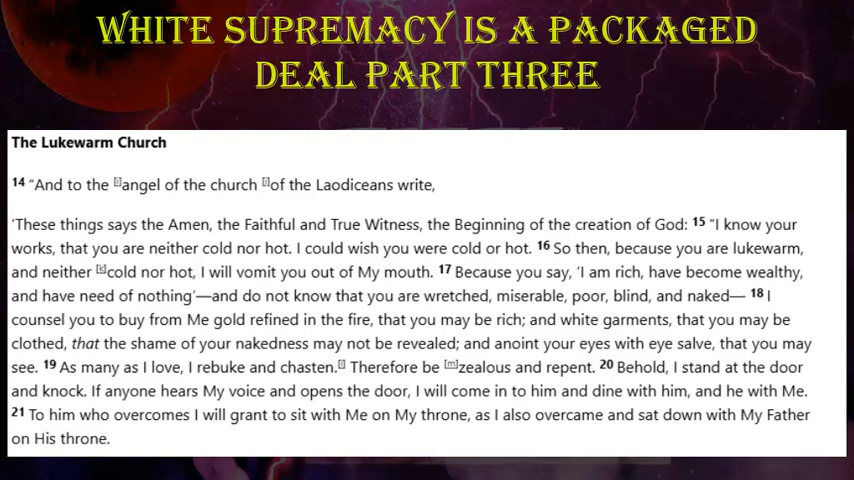 WHITE SUPREMACY IS A PACKAGED
DEAL PART THREE
The Lukewarm Church
14 "And to the [i]angel of the church [j]of the Laodiceans write,
'These things says the Amen, the Faithful and True Witness, the Beginning of the creation of God: 15 "I know your
works, that you are neither cold nor hot. I could wish you were cold or hot. 16 So then, because you are lukewarm,
and neither [k]cold nor hot, I will vomit you out of My mouth. 17 Because you say, 'I am rich, have become wealthy,
and have need of nothing'—and do not know that you are wretched, miserable, poor, blind, and naked— 18 I
counsel you to buy from Me gold refined in the fire, that you may be rich; and white garments, that you may be
clothed, that the shame of your nakedness may not be revealed; and anoint your eyes with eye salve, that you may
see. 19 As many as I love, I rebuke and chasten.[l] Therefore be [m]zealous and repent. 20 Behold, I stand at the door
and knock. If anyone hears My voice and opens the door, I will come in to him and dine with him, and he with Me.
21 To him who overcomes I will grant to sit with Me on My throne, as I also overcame and sat down with My Father
on His throne.